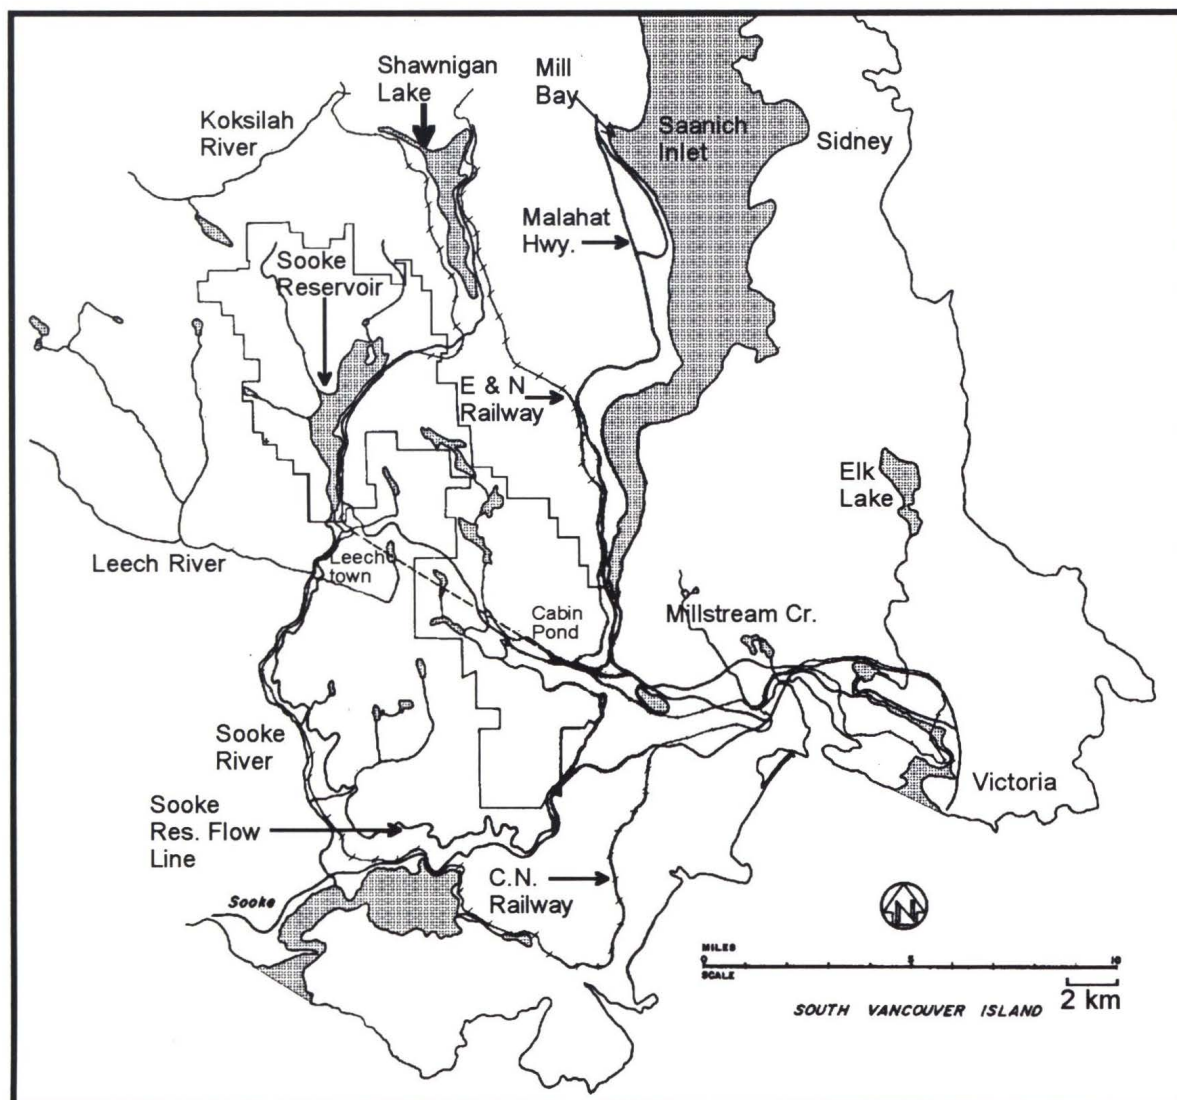 Shawnigan
Lake
Mill
Bay
Koksilah
River
Saanich
Inlet
Sidney
Malahat
Hwy.
Sooke
Reservoir
E & N
Railway
Elk
Lake
Leech River
Leech
town
Cabin
Pond
Millstream Cr.
Sooke
River
Victoria
Sooke
Res. Flow
Line
C.N.
Railway
Sooke
N
MILES
0 5 10
SCALE
2 km
SOUTH VANCOUVER ISLAND